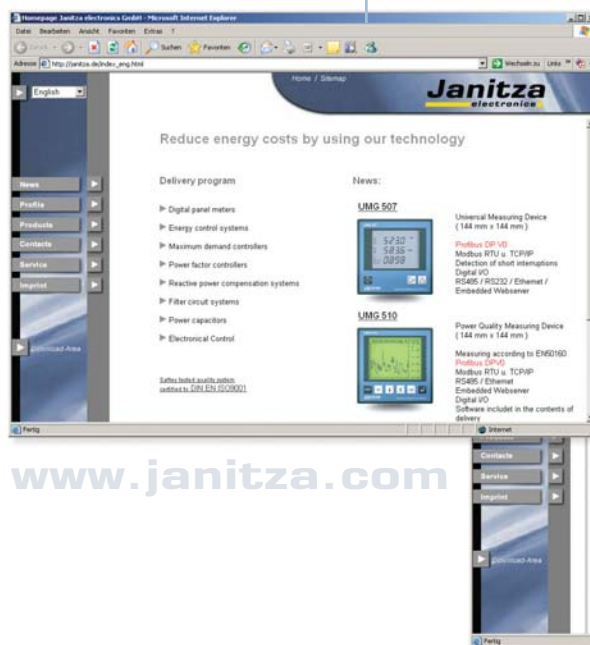 Homepage Janitza electronics GmbH - Microsoft Internet Explorer
Datei Bearbeiten Ansicht Favoriten Extras ?
Zurück Suchen Favoriten
Adresse http://janitza.de/index_eng.html Wechseln zu Links
Home / Sitemap
English
Janitza
electronics
Reduce energy costs by using our technology
News
Profile
Products
Contacts
Service
Imprint
Download-Area
Delivery program
Digital panel meters
Energy control systems
Maximum demand controllers
Power factor controllers
Reactive power compensation systems
Filter circuit systems
Power capacitors
Electronical Control
certified to DIN EN ISO9001
News:
UMG 507
Universal Measuring Device
( 144 mm x 144 mm )
Profibus DP V0
Modbus RTU u. TCP/IP
Detection of short interruptions
Digital I/O
RS485 / RS232 / Ethernet /
Embedded Webserver
UMG 510
Power Quality Measuring Device
( 144 mm x 144 mm )
Measuring according to EN50160
Profibus DPV0
Modbus RTU u. TCP/IP
RS485 / Ethernet
Embedded Webserver
Digital I/O
Software includet in the contents of
delivery
Fertig
Internet
www.janitza.com
Products
Contacts
Service
Imprint
Download-Area
Fertig